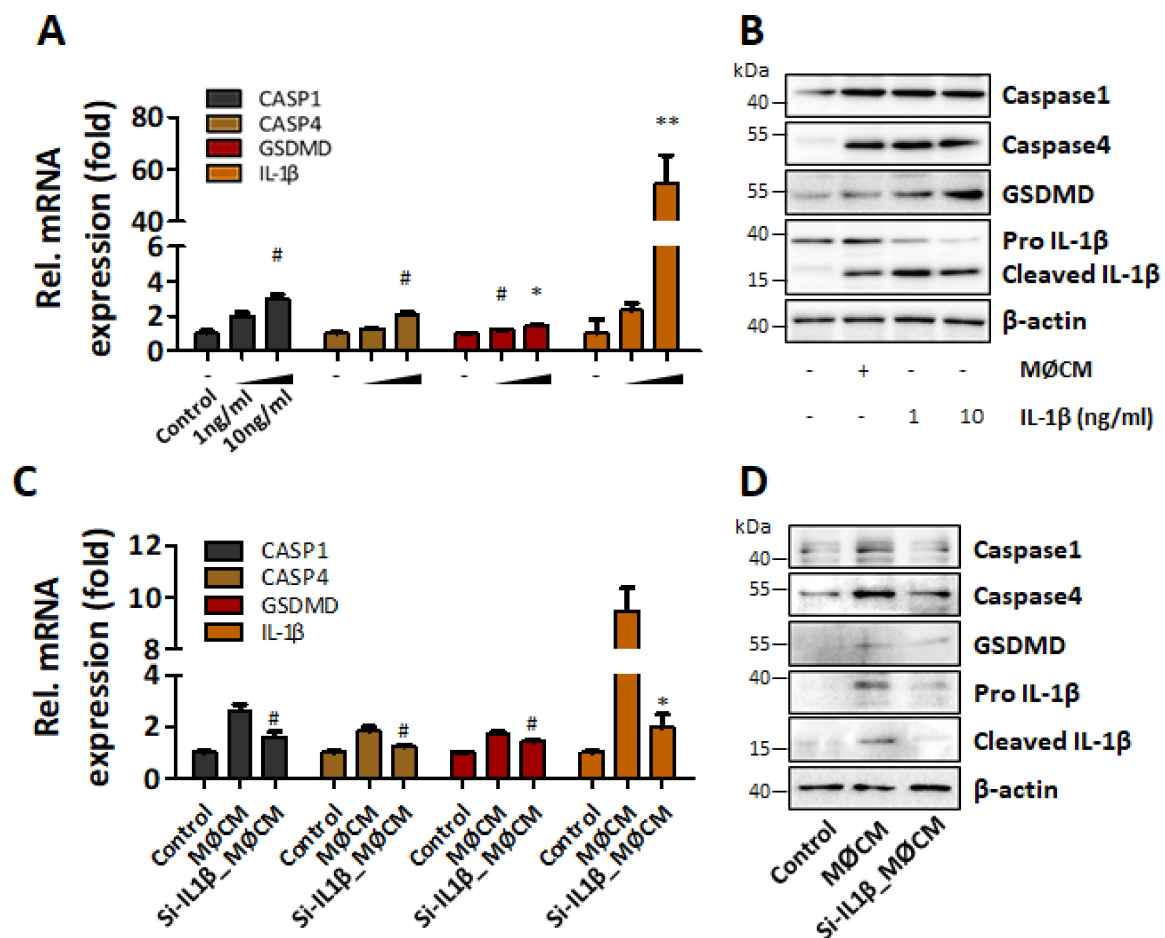 A
CASP1
CASP4
GSDMD
IL-1β
Rel. mRNA
expression (fold)
80
60
40
6
4
2
0
#
#
#
*
**
-
-
-
-
Control
1ng/ml
10ng/ml
B
kDa
40
Caspase1
55
Caspase4
55
GSDMD
40
Pro IL-1β
15
Cleaved IL-1β
40
β-actin
- + - - MØCM
- - 1 10 IL-1β (ng/ml)
C
CASP1
CASP4
GSDMD
IL-1β
Rel. mRNA
expression (fold)
12
10
8
4
2
0
#
#
#
*
Control
MØCM
Si-IL1β_MØCM
Control
MØCM
Si-IL1β_MØCM
Control
MØCM
Si-IL1β_MØCM
Control
MØCM
Si-IL1β_MØCM
D
kDa
40
Caspase1
55
Caspase4
55
GSDMD
40
Pro IL-1β
15
Cleaved IL-1β
40
β-actin
Control
MØCM
Si-IL1β_MØCM